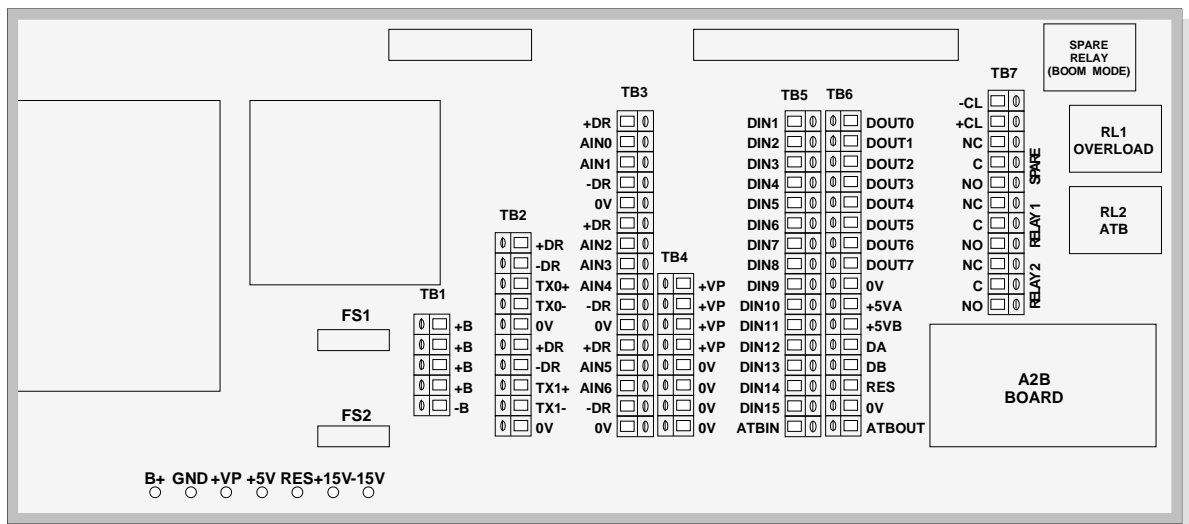 SPARE
RELAY
(BOOM MODE)
TB7
-CL
+CL
NC
C
NO
NC
C
NO
NC
C
NO
SPARE
RELAY 1
RELAY 2
RL1
OVERLOAD
RL2
ATB
A2B
BOARD
TB3
+DR
AIN0
AIN1
-DR
0V
+DR
AIN2
AIN3
AIN4
-DR
0V
+DR
AIN5
AIN6
-DR
0V
TB5
DIN1
DIN2
DIN3
DIN4
DIN5
DIN6
DIN7
DIN8
DIN9
DIN10
DIN11
DIN12
DIN13
DIN14
DIN15
ATBIN
TB6
DOUT0
DOUT1
DOUT2
DOUT3
DOUT4
DOUT5
DOUT6
DOUT7
0V
+5VA
+5VB
DA
DB
RES
0V
ATBOUT
TB2
+DR
-DR
TX0+
TX0-
0V
+DR
-DR
TX1+
TX1-
0V
TB4
+VP
+VP
+VP
+VP
0V
0V
0V
0V
TB1
+B
+B
+B
+B
-B
FS1
FS2
B+ GND +VP +5V RES +15V -15V